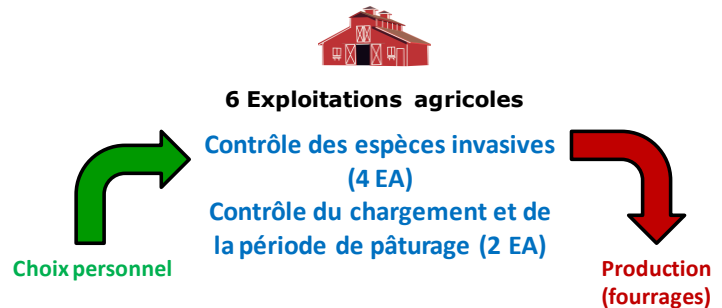 6 Exploitations agricoles
Contrôle des espèces invasives
(4 EA)
Contrôle du chargement et de
la période de pâturage (2 EA)
Choix personnel
Production
(fourrages)